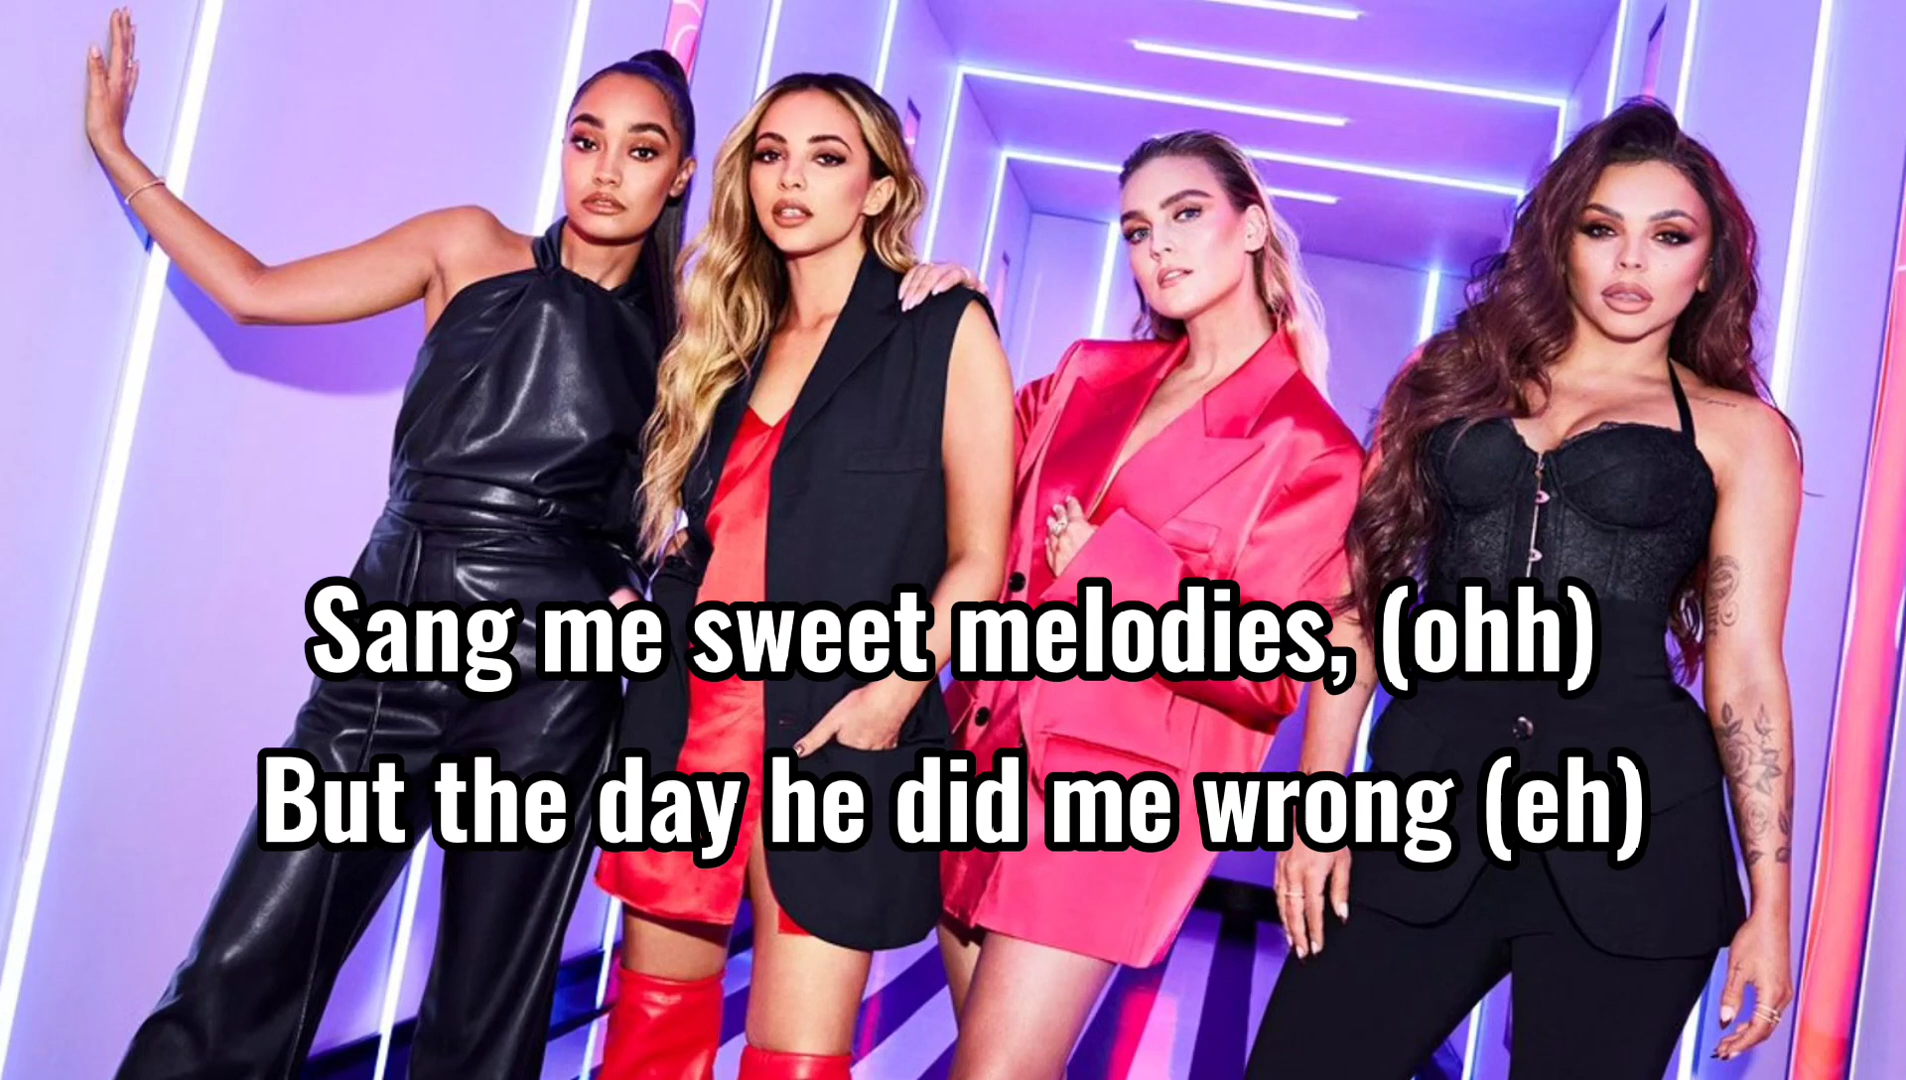 Sang me sweet melodies, (ohh)
But the day he did me wrong (eh)